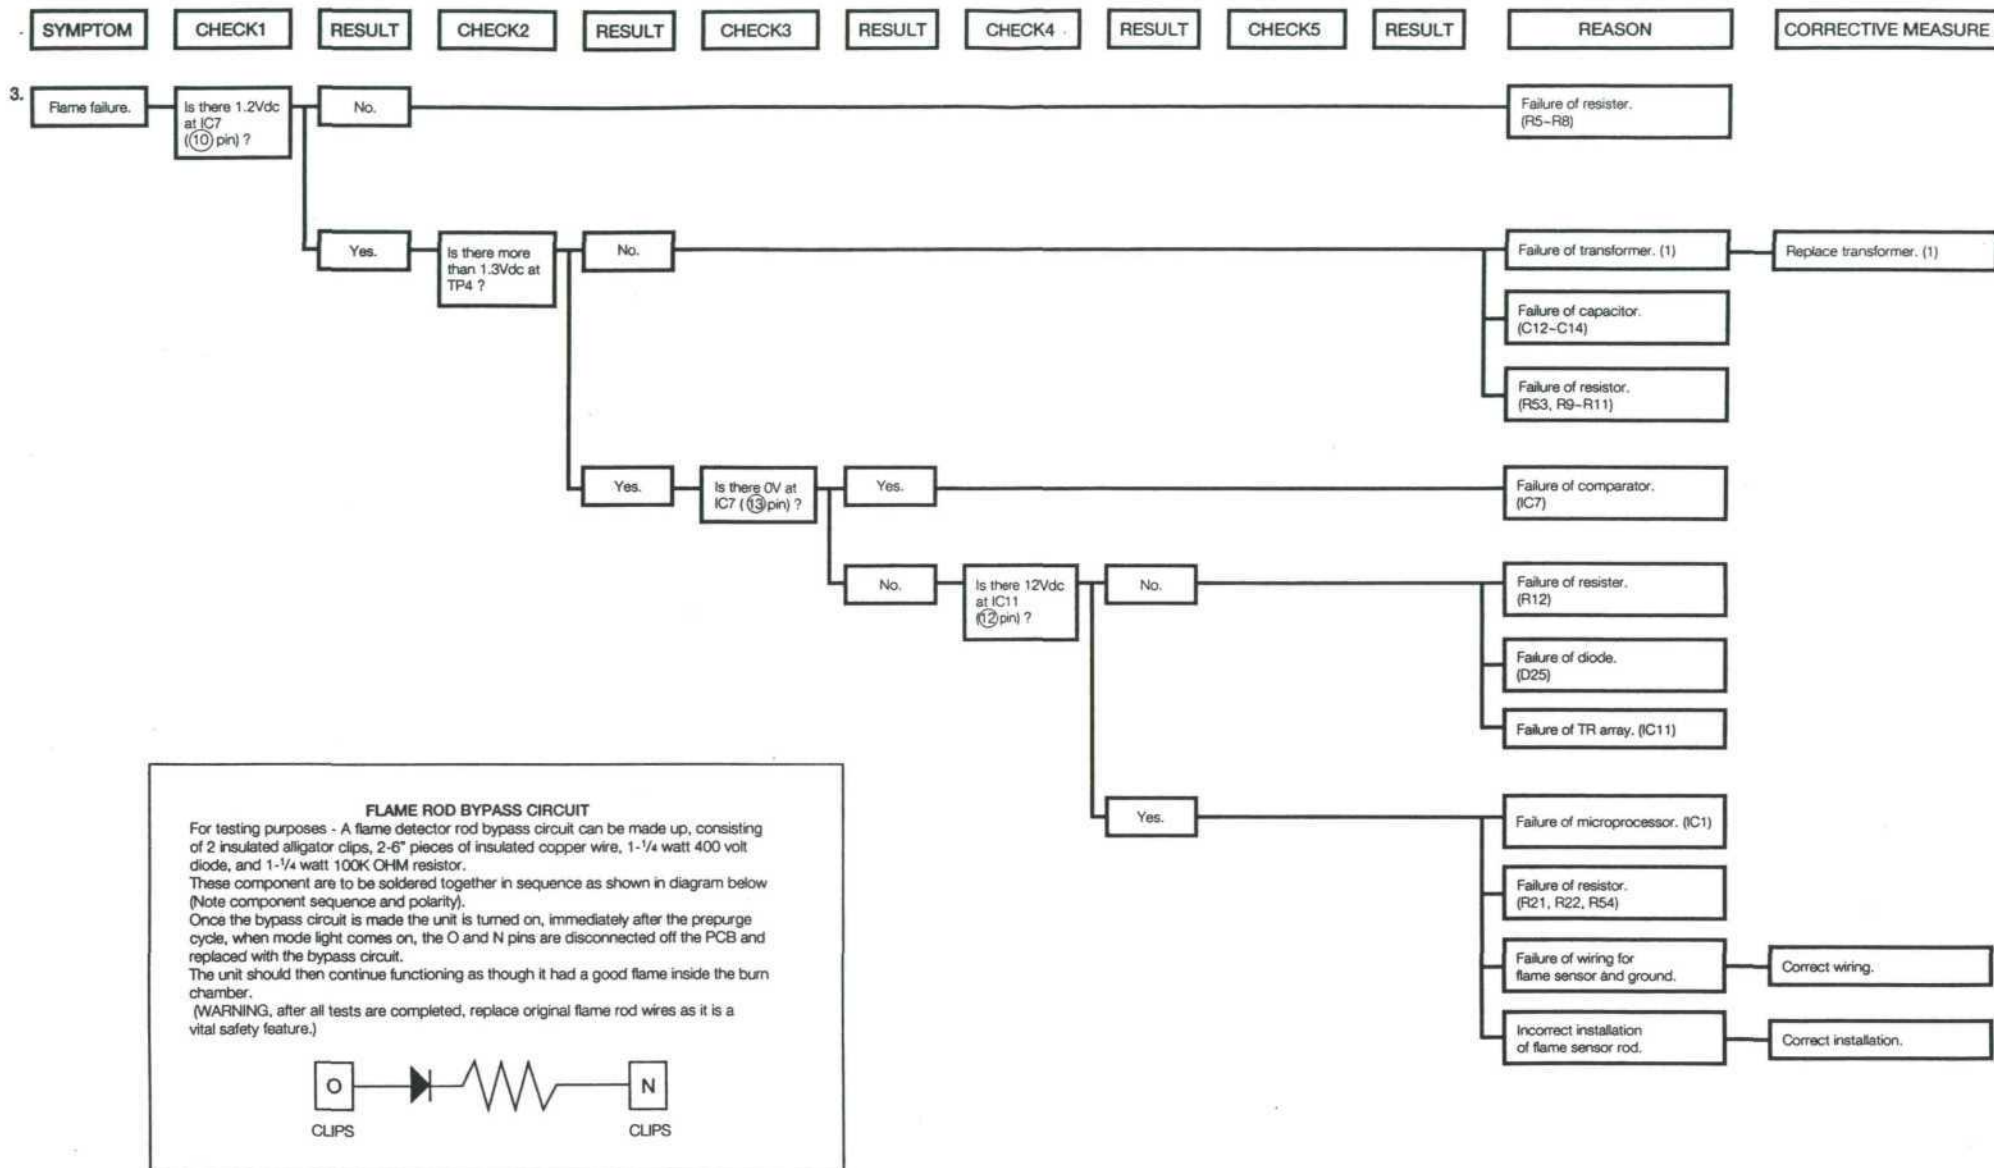 SYMPTOM CHECK1 RESULT CHECK2 RESULT CHECK3 RESULT CHECK4 RESULT CHECK5 RESULT REASON CORRECTIVE MEASURE
3.
Flame failure.
Is there 1.2Vdc
at IC7
(⑩ pin) ?
No.
Failure of resister.
(R5~R8)
Yes.
Is there more
than 1.3Vdc at
TP4 ?
No.
Failure of transformer. (1)
Replace transformer. (1)
Failure of capacitor.
(C12~C14)
Failure of resistor.
(R53, R9~R11)
Yes.
Is there 0V at
IC7 (⑬ pin) ?
Yes.
Failure of comparator.
(IC7)
No.
Is there 12Vdc
at IC11
(⑫ pin) ?
No.
Failure of resister.
(R12)
Failure of diode.
(D25)
Failure of TR array. (IC11)
Yes.
Failure of microprocessor. (IC1)
Failure of resistor.
(R21, R22, R54)
Failure of wiring for
flame sensor and ground.
Correct wiring.
Incorrect installation
of flame sensor rod.
Correct installation.
FLAME ROD BYPASS CIRCUIT
For testing purposes - A flame detector rod bypass circuit can be made up, consisting
of 2 insulated alligator clips, 2-6" pieces of insulated copper wire, 1-1/4 watt 400 volt
diode, and 1-1/4 watt 100K OHM resistor.
These component are to be soldered together in sequence as shown in diagram below
(Note component sequence and polarity).
Once the bypass circuit is made the unit is turned on, immediately after the prepurge
cycle, when mode light comes on, the O and N pins are disconnected off the PCB and
replaced with the bypass circuit.
The unit should then continue functioning as though it had a good flame inside the burn
chamber.
(WARNING, after all tests are completed, replace original flame rod wires as it is a
vital safety feature.)
O N
CLIPS CLIPS